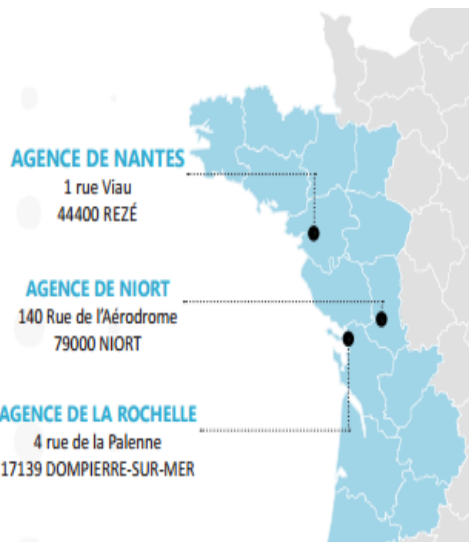 AGENCE DE NANTES
1 rue Viau
44400 REZÉ
AGENCE DE NIORT
140 Rue de l'Aérodrome
79000 NIORT
AGENCE DE LA ROCHELLE
4 rue de la Palenne
17139 DOMPIERRE-SUR-MER